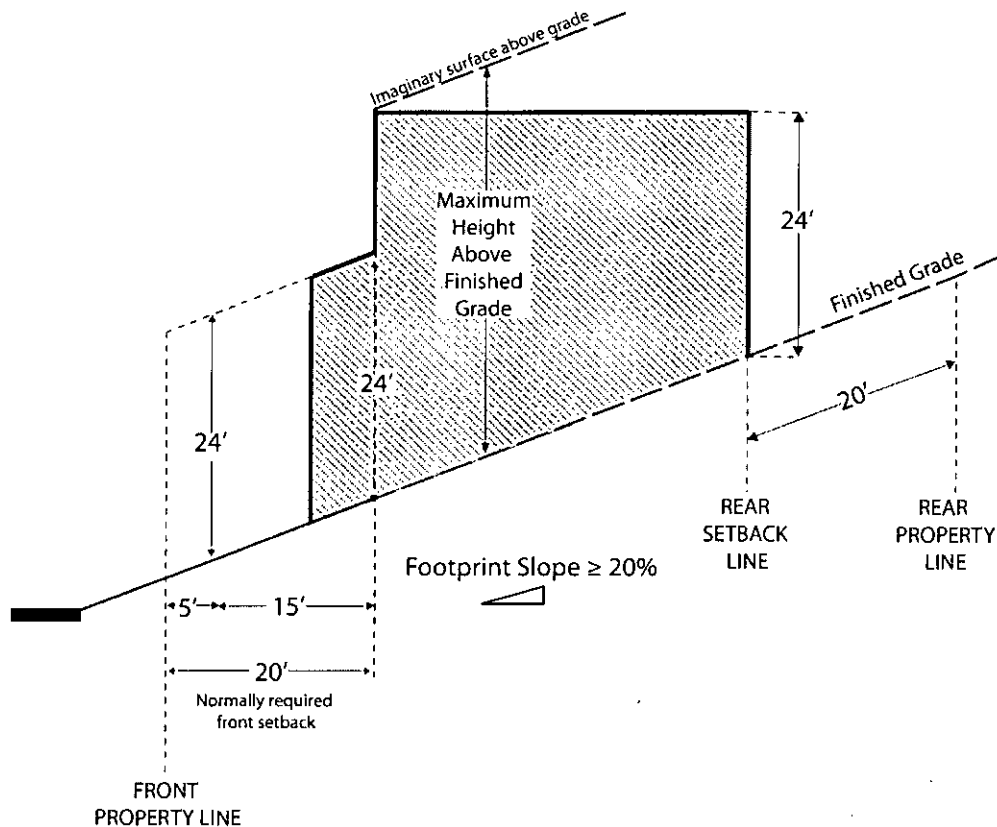 Imaginary surface above grade
Maximum
Height
Above
Finished
Grade
24'
Finished Grade
24'
24'
20'
REAR
SETBACK
LINE
REAR
PROPERTY
LINE
Footprint Slope ≥ 20%
5'
15'
20'
Normally required
front setback
FRONT
PROPERTY LINE